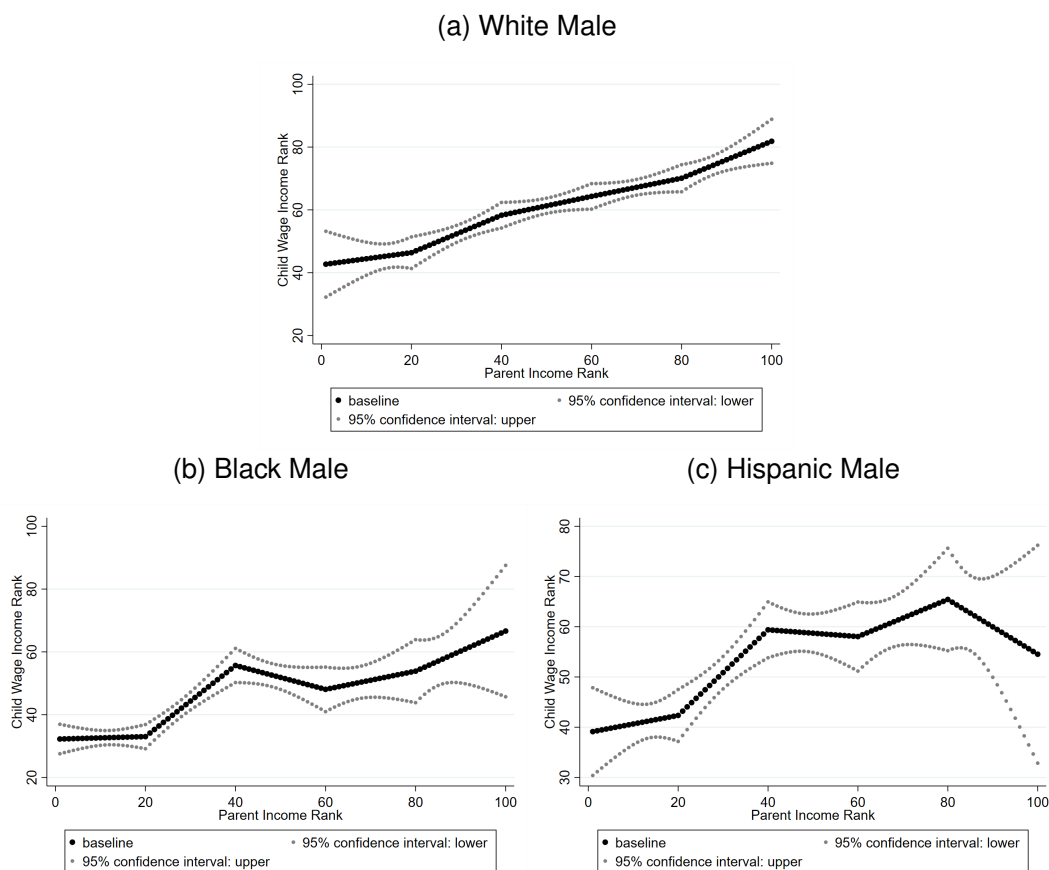 (a) White Male
Child Wage Income Rank
100
80
60
40
20
0 20 40 60 80 100
Parent Income Rank
baseline 95% confidence interval: lower
95% confidence interval: upper
(b) Black Male
Child Wage Income Rank
100
80
60
40
20
0 20 40 60 80 100
Parent Income Rank
baseline 95% confidence interval: lower
95% confidence interval: upper
(c) Hispanic Male
Child Wage Income Rank
80
70
60
50
40
30
0 20 40 60 80 100
Parent Income Rank
baseline 95% confidence interval: lower
95% confidence interval: upper